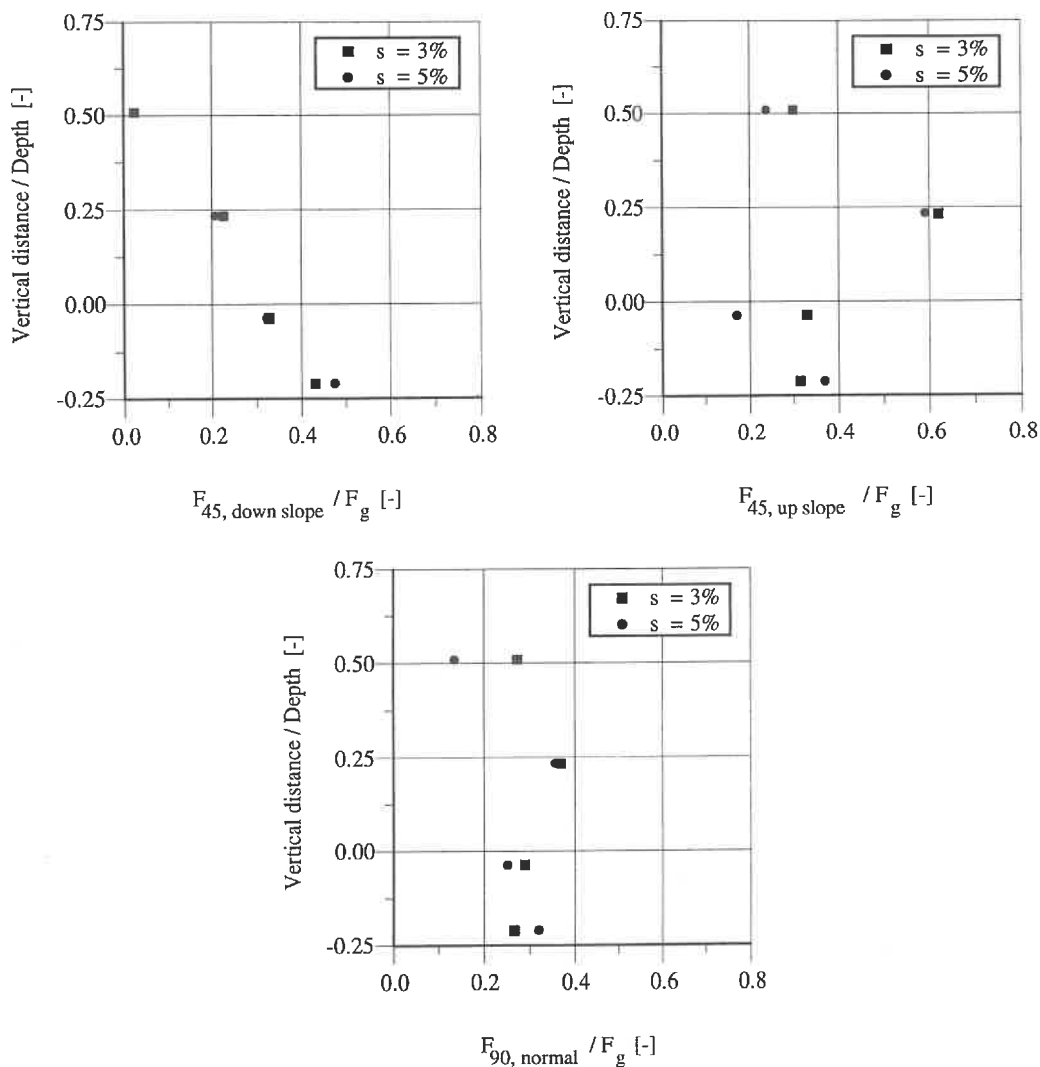 Vertical distance / Depth [-]
0.75
0.50
0.25
0.00
-0.25
s = 3%
s = 5%
0.0 0.2 0.4 0.6 0.8
F45, down slope / Fg [-]
Vertical distance / Depth [-]
0.75
0.50
0.25
0.00
-0.25
s = 3%
s = 5%
0.0 0.2 0.4 0.6 0.8
F45, up slope / Fg [-]
Vertical distance / Depth [-]
0.75
0.50
0.25
0.00
-0.25
s = 3%
s = 5%
0.0 0.2 0.4 0.6 0.8
F90, normal / Fg [-]